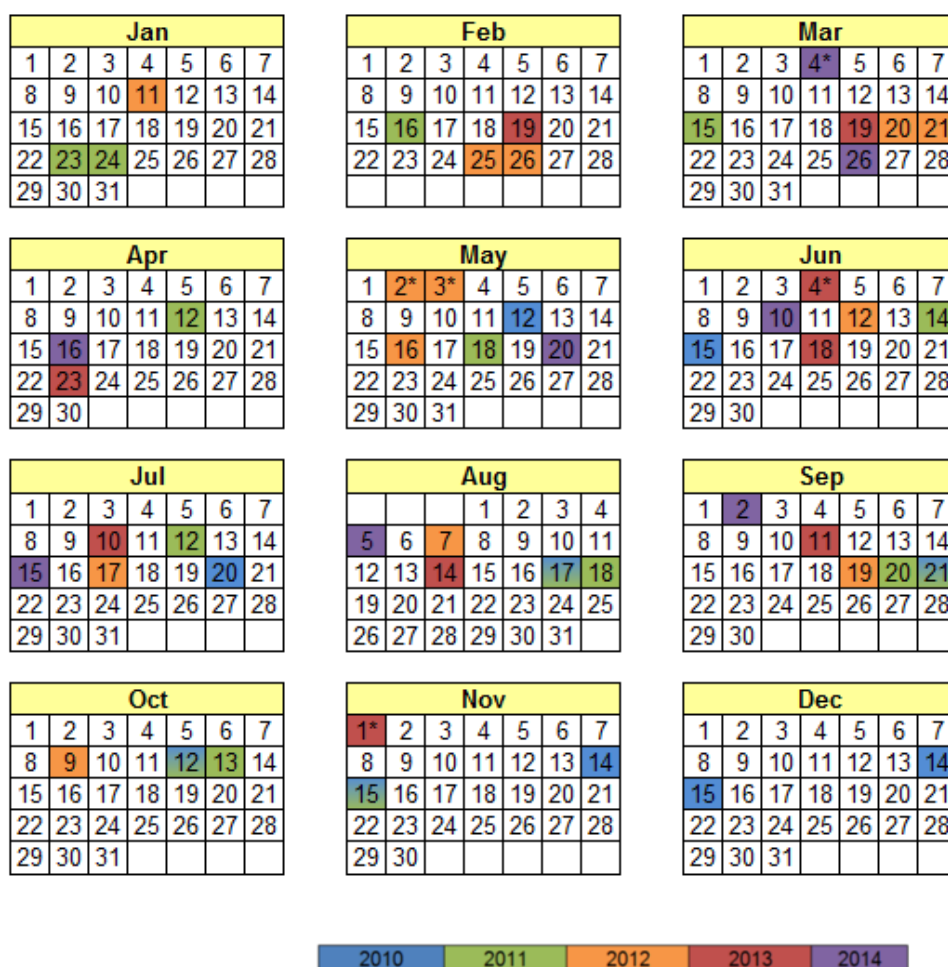 Jan Feb Mar
1 2 3 4 5 6 7 1 2 3 4 5 6 7 1 2 3 4* 5 6 7
8 9 10 11 12 13 14 8 9 10 11 12 13 14 8 9 10 11 12 13 14
15 16 17 18 19 20 21 15 16 17 18 19 20 21 15 16 17 18 19 20 21
22 23 24 25 26 27 28 22 23 24 25 26 27 28 22 23 24 25 26 27 28
29 30 31 29 30 31
Apr May Jun
1 2 3 4 5 6 7 1 2* 3* 4 5 6 7 1 2 3 4* 5 6 7
8 9 10 11 12 13 14 8 9 10 11 12 13 14 8 9 10 11 12 13 14
15 16 17 18 19 20 21 15 16 17 18 19 20 21 15 16 17 18 19 20 21
22 23 24 25 26 27 28 22 23 24 25 26 27 28 22 23 24 25 26 27 28
29 30 29 30 31 29 30
Jul Aug Sep
1 2 3 4 5 6 7 1 2 3 4 1 2 3 4 5 6 7
8 9 10 11 12 13 14 5 6 7 8 9 10 11 8 9 10 11 12 13 14
15 16 17 18 19 20 21 12 13 14 15 16 17 18 15 16 17 18 19 20 21
22 23 24 25 26 27 28 19 20 21 22 23 24 25 22 23 24 25 26 27 28
29 30 31 26 27 28 29 30 31 29 30
Oct Nov Dec
1 2 3 4 5 6 7 1* 2 3 4 5 6 7 1 2 3 4 5 6 7
8 9 10 11 12 13 14 8 9 10 11 12 13 14 8 9 10 11 12 13 14
15 16 17 18 19 20 21 15 16 17 18 19 20 21 15 16 17 18 19 20 21
22 23 24 25 26 27 28 22 23 24 25 26 27 28 22 23 24 25 26 27 28
29 30 31 29 30 29 30 31
2010 2011 2012 2013 2014